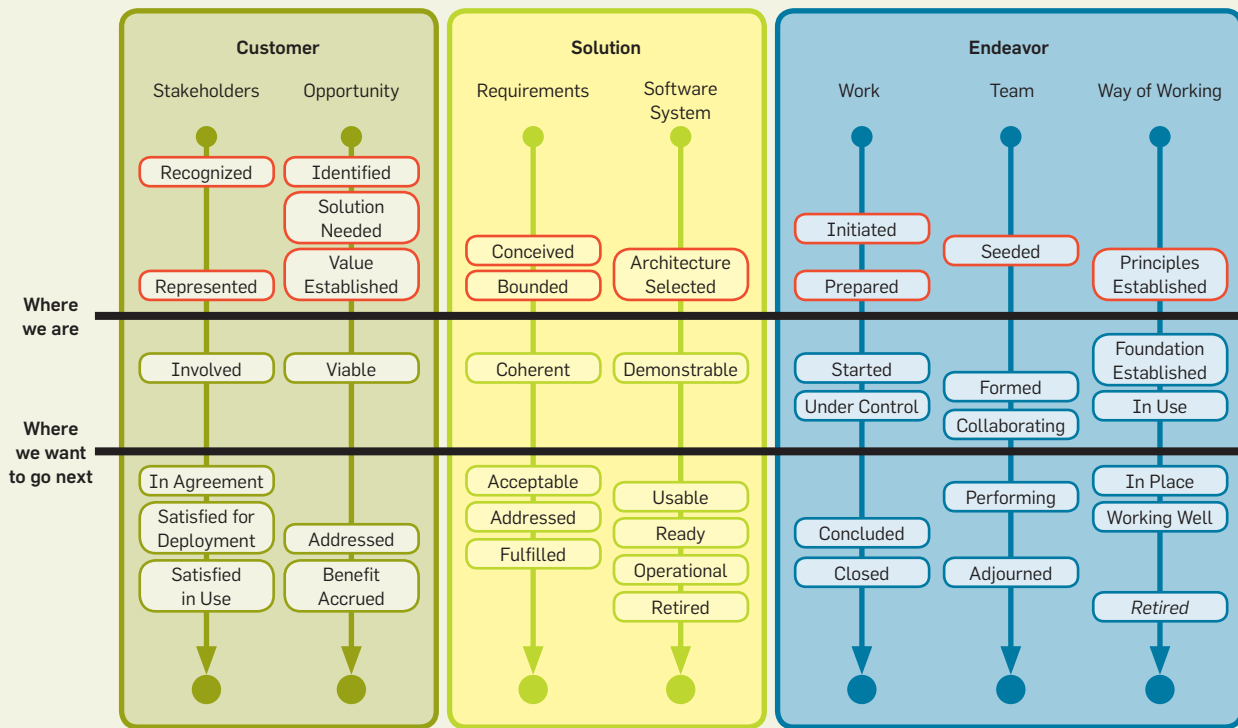 Customer
Stakeholders
Opportunity
Recognized
Identified
Solution
Needed
Value
Established
Represented
Involved
Viable
In Agreement
Satisfied for
Deployment
Addressed
Satisfied
in Use
Benefit
Accrued
Solution
Requirements
Software
System
Conceived
Bounded
Architecture
Selected
Coherent
Demonstrable
Acceptable
Addressed
Fulfilled
Usable
Ready
Operational
Retired
Endeavor
Work
Team
Way of Working
Initiated
Seeded
Prepared
Principles
Established
Started
Under Control
Formed
Collaborating
Foundation
Established
In Use
Performing
In Place
Working Well
Concluded
Closed
Adjourned
Retired
Where
we are
Where
we want
to go next